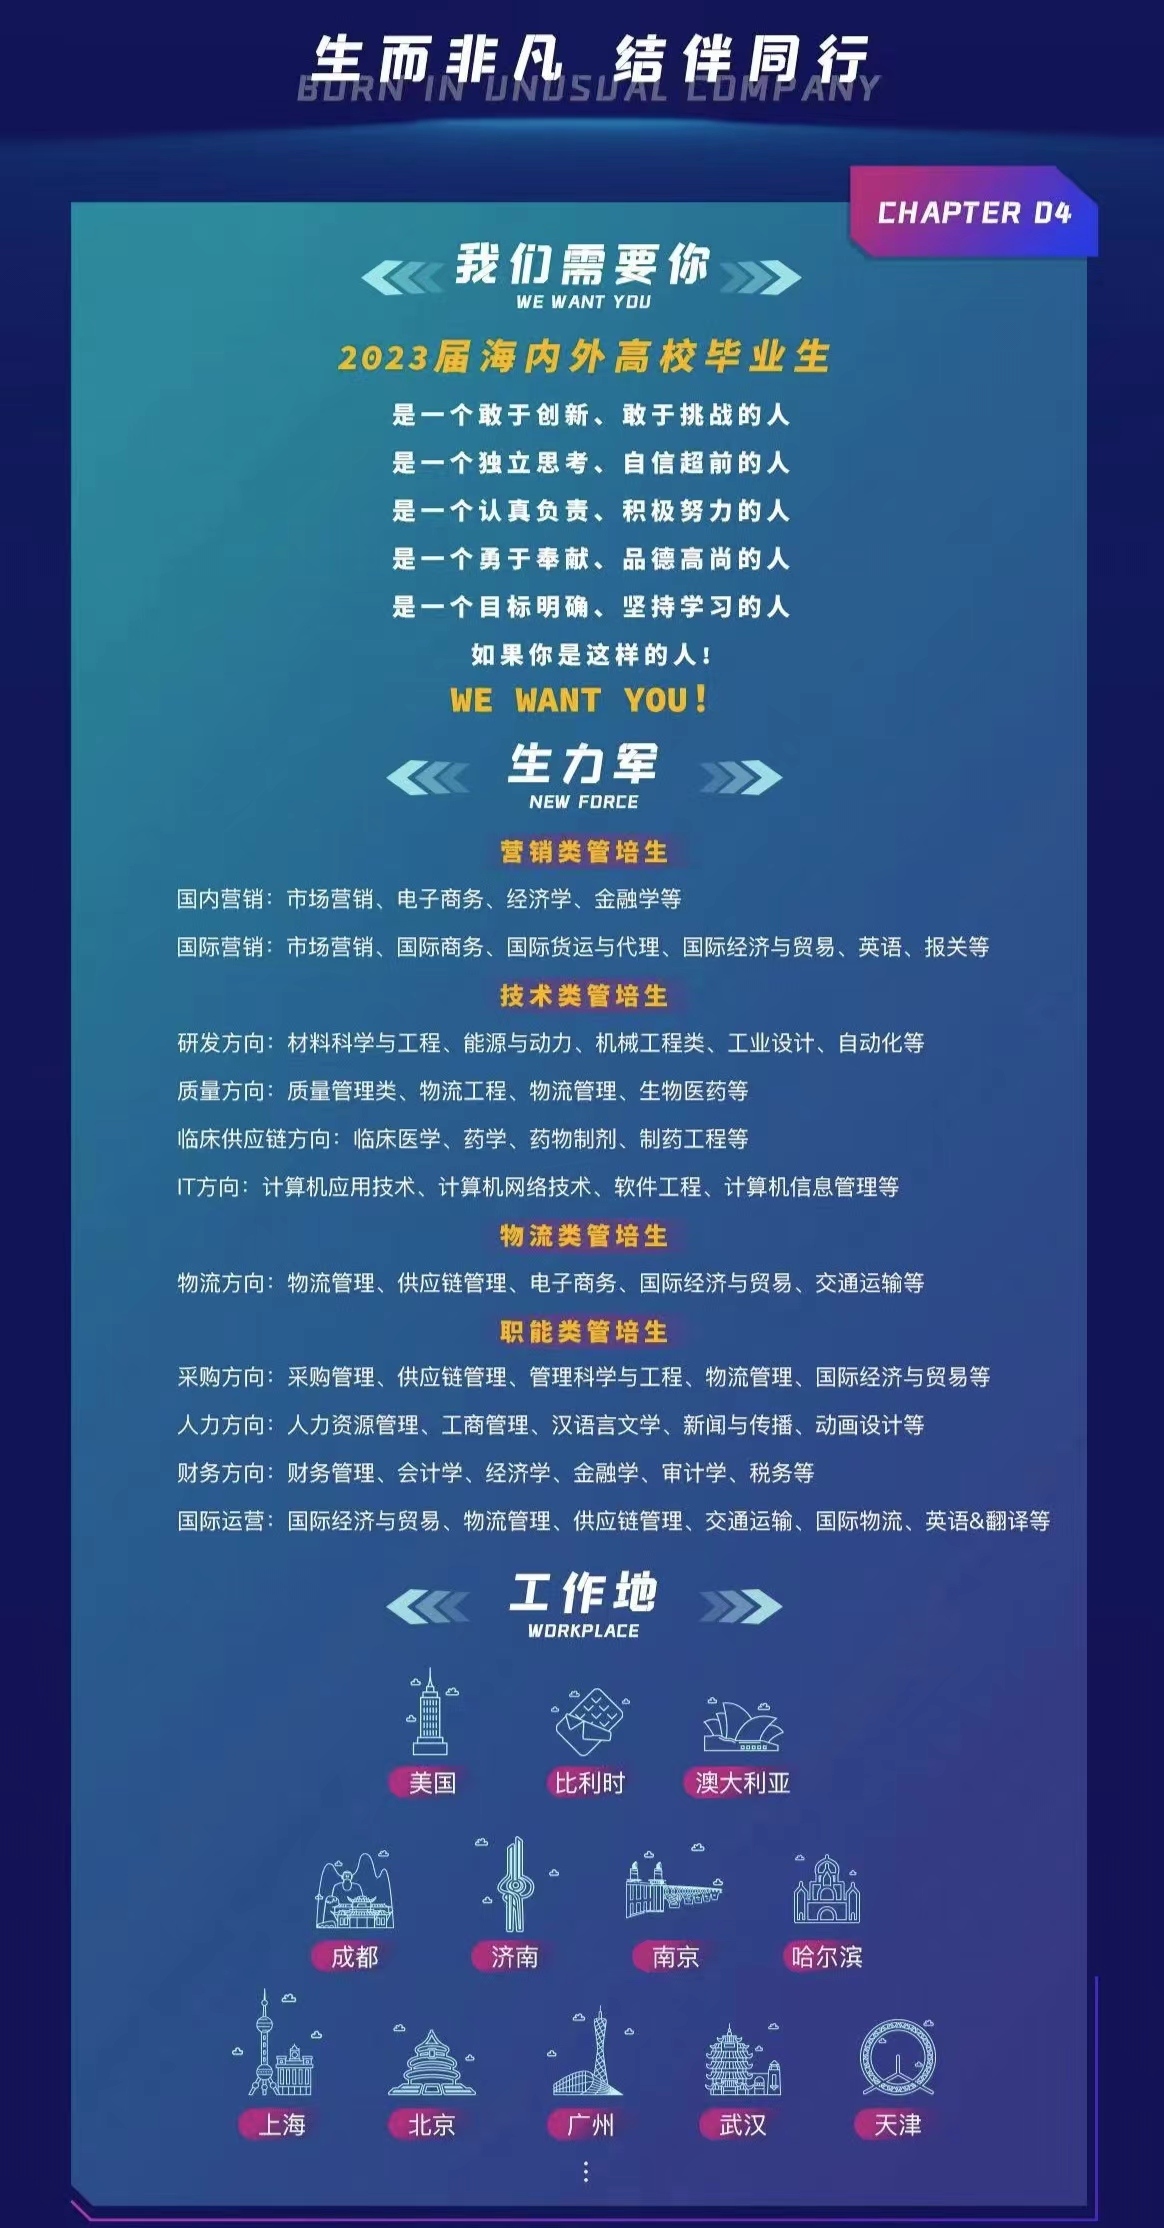 生而非凡 结伴同行
BORN IN UNUSUAL COMPANY
CHAPTER 04
我们需要你
WE WANT YOU
2023届海内外高校毕业生
是一个敢于创新、敢于挑战的人
是一个独立思考、自信超前的人
是一个认真负责、积极努力的人
是一个勇于奉献、品德高尚的人
是一个目标明确、坚持学习的人
如果你是这样的人!
WE WANT YOU!
生力军
NEW FORCE
营销类管培生
国内营销：市场营销、电子商务、经济学、金融学等
国际营销：市场营销、国际商务、国际货运与代理、国际经济与贸易、英语、报关等
技术类管培生
研发方向：材料科学与工程、能源与动力、机械工程类、工业设计、自动化等
质量方向：质量管理类、物流工程、物流管理、生物医药等
临床供应链方向：临床医学、药学、药物制剂、制药工程等
IT方向：计算机应用技术、计算机网络技术、软件工程、计算机信息管理等
物流类管培生
物流方向：物流管理、供应链管理、电子商务、国际经济与贸易、交通运输等
职能类管培生
采购方向：采购管理、供应链管理、管理科学与工程、物流管理、国际经济与贸易等
人力方向：人力资源管理、工商管理、汉语言文学、新闻与传播、动画设计等
财务方向：财务管理、会计学、经济学、金融学、审计学、税务等
国际运营：国际经济与贸易、物流管理、供应链管理、交通运输、国际物流、英语&翻译等
工作地
WORKPLACE
美国 比利时 澳大利亚
成都 济南 南京 哈尔滨
上海 北京 广州 武汉 天津
⋮